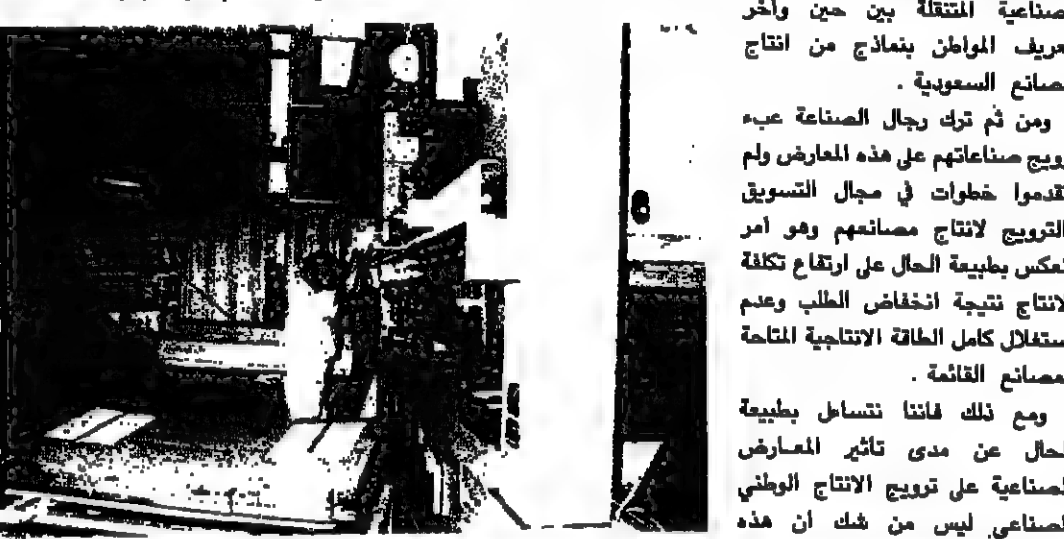 صناعية المتنقلة بين حين وآخر
عريف المواطن بنماذج من انتاج
صانع السعودية .
ومن ثم ترك رجال الصناعة عبء
رويج صناعاتهم على هذه المعارض ولم
قدموا خطوات في مجال التسويق
الترويج لانتاج مصانعهم وهو أمر
عكس بطبيعة الحال على ارتفاع تكلفة
لانتاج نتيجة انخفاض الطلب وعدم
ستغلال كامل الطاقة الانتاجية المتاحة
مصانع القائمة .
ومع ذلك فاننا نتساءل بطبيعة
لحال عن مدى تأثير المعارض
لصناعية على ترويج الانتاج الوطني
لصناعي ليس من شك ان هذه